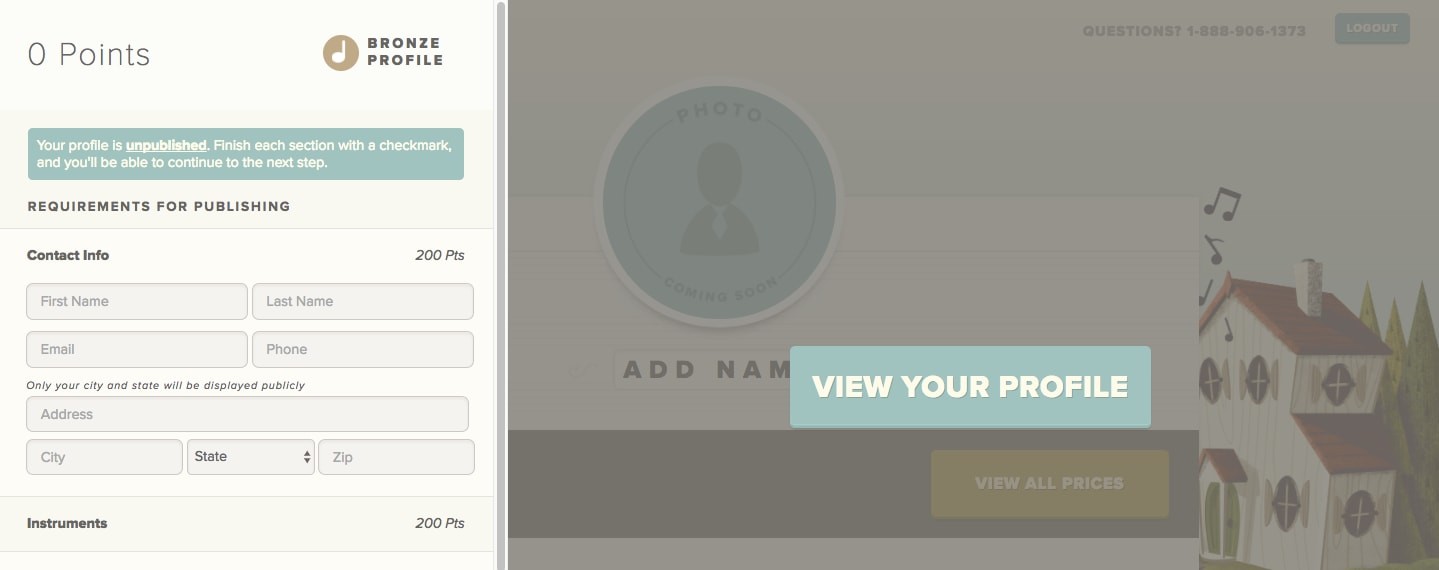 0 Points
BRONZE
PROFILE
Your profile is unpublished. Finish each section with a checkmark,
and you'll be able to continue to the next step.
REQUIREMENTS FOR PUBLISHING
Contact Info 200 Pts
First Name Last Name
Email Phone
Only your city and state will be displayed publicly
Address
City State Zip
Instruments 200 Pts
QUESTIONS? 1-888-906-1373 LOGOUT
PHOTO
COMING SOON
ADD NAM
VIEW YOUR PROFILE
VIEW ALL PRICES